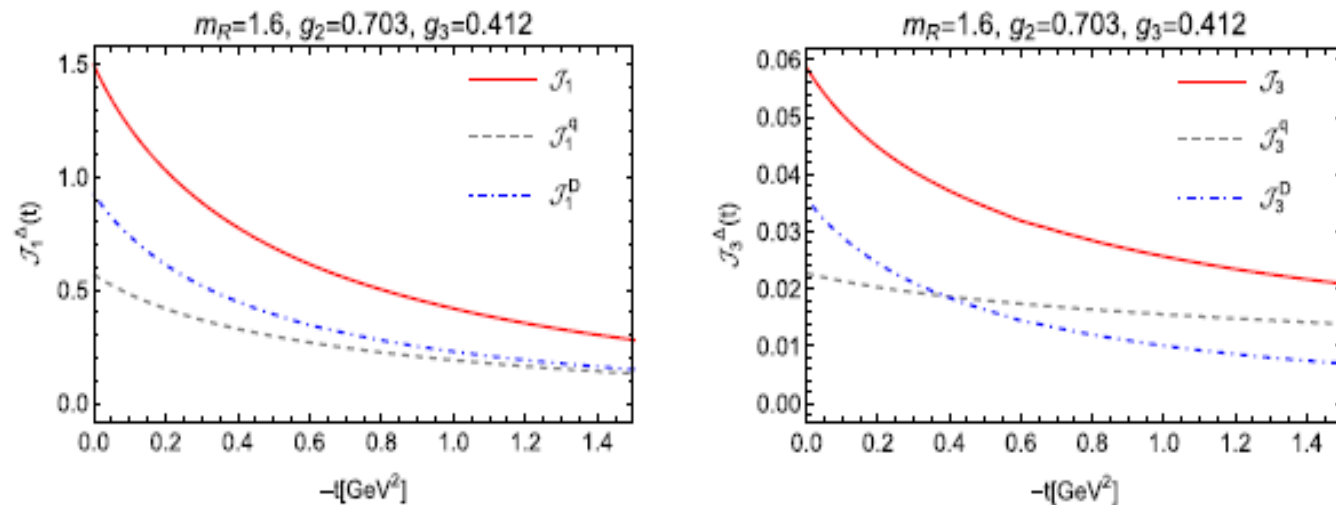 m_R=1.6, g_2=0.703, g_3=0.412
𝒥_1^Δ(t)
1.5
1.0
0.5
0.0
𝒥_1
𝒥_1^q
𝒥_1^D
0.0 0.2 0.4 0.6 0.8 1.0 1.2 1.4
−t[GeV²]
m_R=1.6, g_2=0.703, g_3=0.412
𝒥_3^Δ(t)
0.06
0.05
0.04
0.03
0.02
0.01
0.00
𝒥_3
𝒥_3^q
𝒥_3^D
0.0 0.2 0.4 0.6 0.8 1.0 1.2 1.4
−t[GeV²]